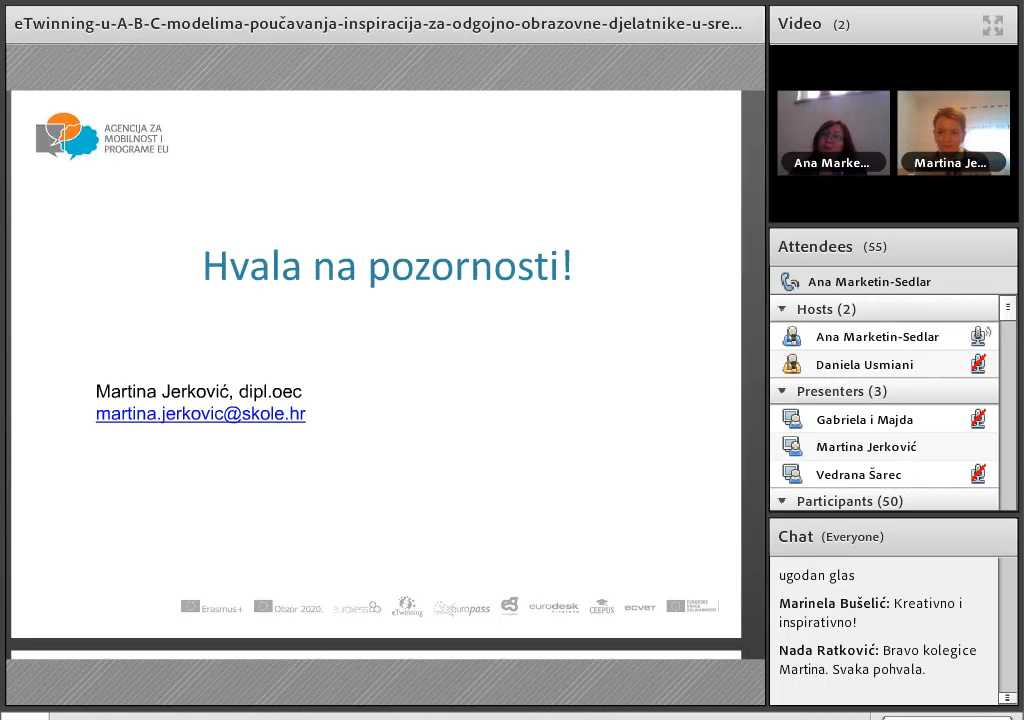 eTwinning-u-A-B-C-modelima-poučavanja-inspiracija-za-odgojno-obrazovne-djelatnike-u-sre...
AGENCIJA ZA
MOBILNOST I
PROGRAME EU
Hvala na pozornosti!
Martina Jerković, dipl.oec
martina.jerkovic@skole.hr
Erasmus+
Obzor 2020.
euraxess
eTwinning
europass
eurodesk
CEEPUS
ecvet
Video (2)
Ana Marke...
Martina Je...
Attendees (55)
Ana Marketin-Sedlar
Hosts (2)
Ana Marketin-Sedlar
Daniela Usmiani
Presenters (3)
Gabriela i Majda
Martina Jerković
Vedrana Šarec
Participants (50)
Chat (Everyone)
ugodan glas
Marinela Bušelić: Kreativno i
inspirativno!
Nada Ratković: Bravo kolegice
Martina. Svaka pohvala.